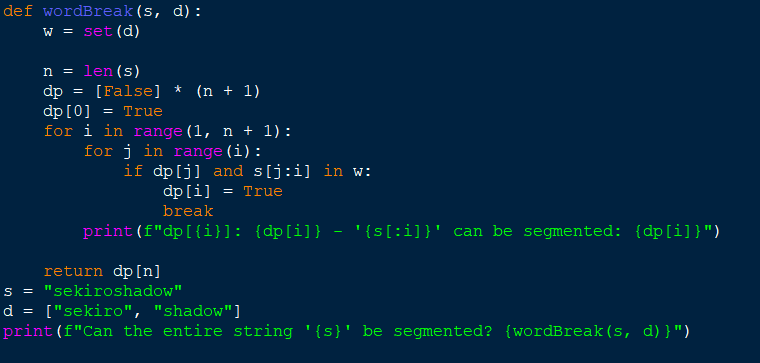 def wordBreak(s, d):
    w = set(d)

    n = len(s)
    dp = [False] * (n + 1)
    dp[0] = True
    for i in range(1, n + 1):
        for j in range(i):
            if dp[j] and s[j:i] in w:
                dp[i] = True
                break
        print(f"dp[{i}]: {dp[i]} - '{s[:i]}' can be segmented: {dp[i]}")

    return dp[n]
s = "sekiroshadow"
d = ["sekiro", "shadow"]
print(f"Can the entire string '{s}' be segmented? {wordBreak(s, d)}")